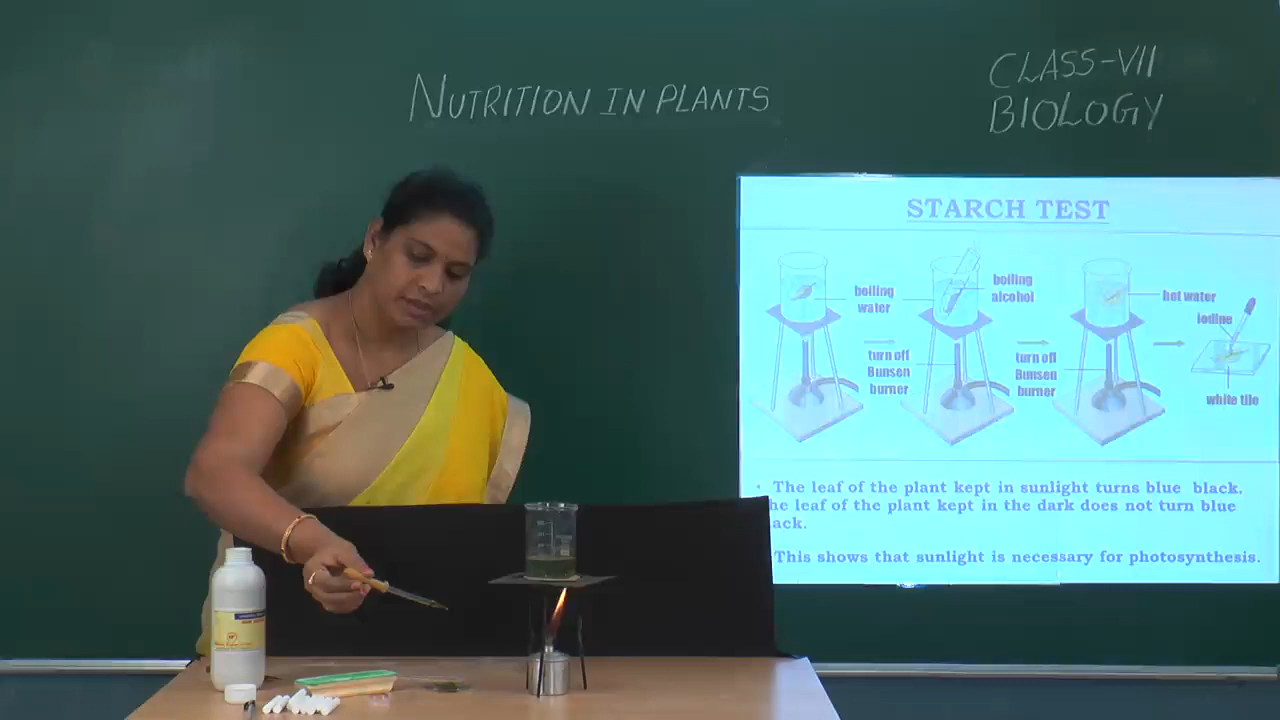 NUTRITION IN PLANTS
CLASS-VII
BIOLOGY
STARCH TEST
boiling
water
boiling
alcohol
hot water
iodine
turn off
Bunsen
burner
turn off
Bunsen
burner
white tile
The leaf of the plant kept in sunlight turns blue black.
he leaf of the plant kept in the dark does not turn blue
ack.
This shows that sunlight is necessary for photosynthesis.